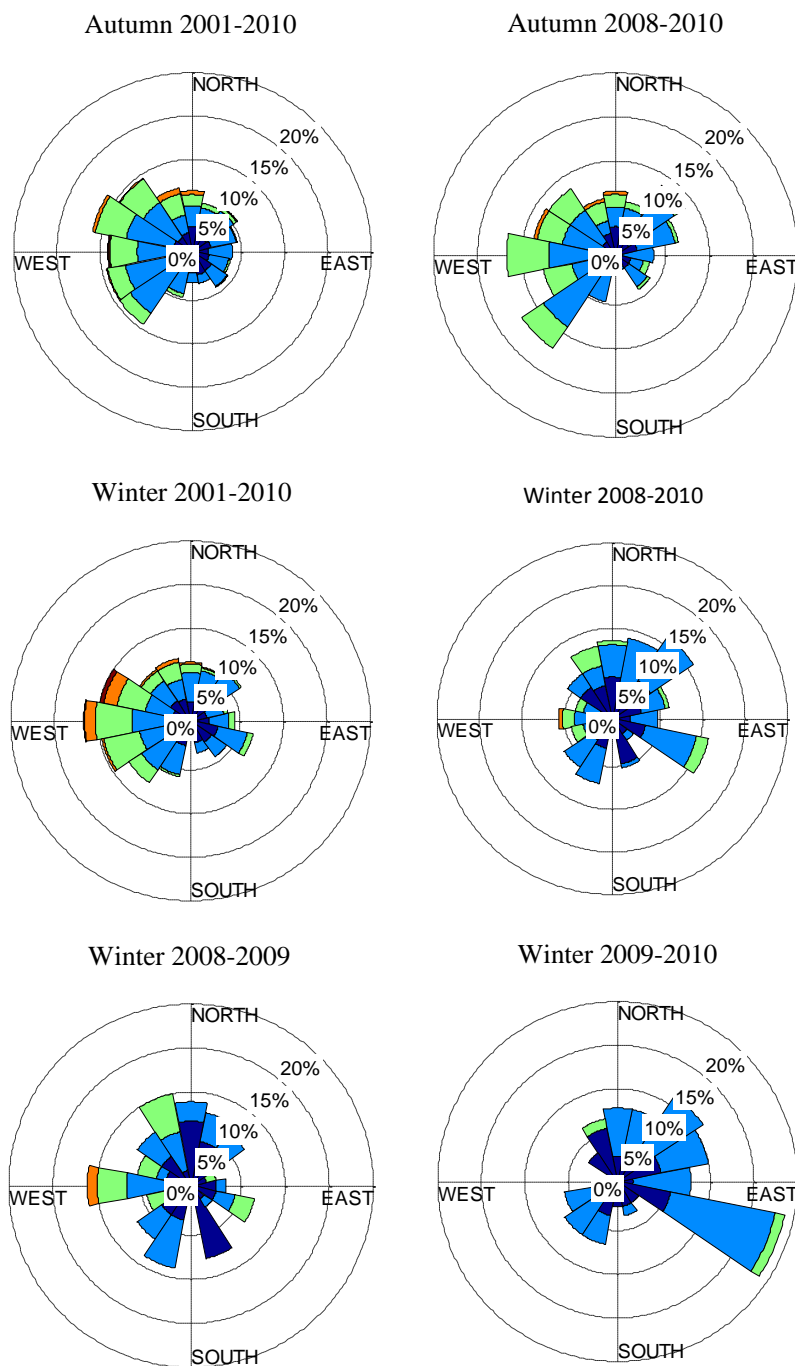 Autumn 2001-2010
NORTH
20%
15%
10%
5%
0%
WEST
EAST
SOUTH
Autumn 2008-2010
NORTH
20%
15%
10%
5%
0%
WEST
EAST
SOUTH
Winter 2001-2010
NORTH
20%
15%
10%
5%
0%
WEST
EAST
SOUTH
Winter 2008-2010
NORTH
20%
15%
10%
5%
0%
WEST
EAST
SOUTH
Winter 2008-2009
NORTH
20%
15%
10%
5%
0%
WEST
EAST
SOUTH
Winter 2009-2010
NORTH
20%
15%
10%
5%
0%
WEST
EAST
SOUTH